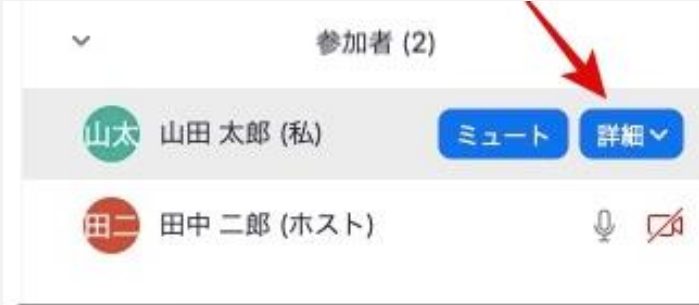 参加者 (2)
山太 山田 太郎 (私) ミュート 詳細
田二 田中 二郎 (ホスト)